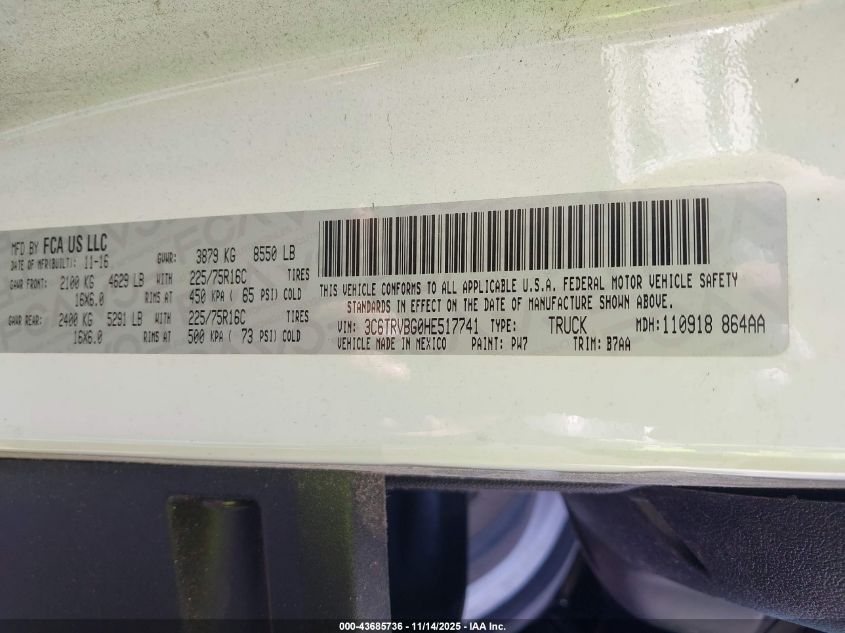 MFD BY FCA US LLC
DATE OF MFR(BUILT): 11-16 GVWR: 3879 KG 8550 LB
GAWR FRONT: 2100 KG 4629 LB WITH 225/75R16C TIRES
16X6.0 RIMS AT 450 KPA ( 65 PSI) COLD
GAWR REAR: 2400 KG 5291 LB WITH 225/75R16C TIRES
16X6.0 RIMS AT 500 KPA ( 73 PSI) COLD
THIS VEHICLE CONFORMS TO ALL APPLICABLE U.S.A. FEDERAL MOTOR VEHICLE SAFETY
STANDARDS IN EFFECT ON THE DATE OF MANUFACTURE SHOWN ABOVE.
VIN: 3C6TRVBG0HE517741 TYPE: TRUCK MDH: 110918 864AA
VEHICLE MADE IN MEXICO PAINT: PW7 TRIM: B7AA
000-43685736 - 11/14/2025 - IAA Inc.